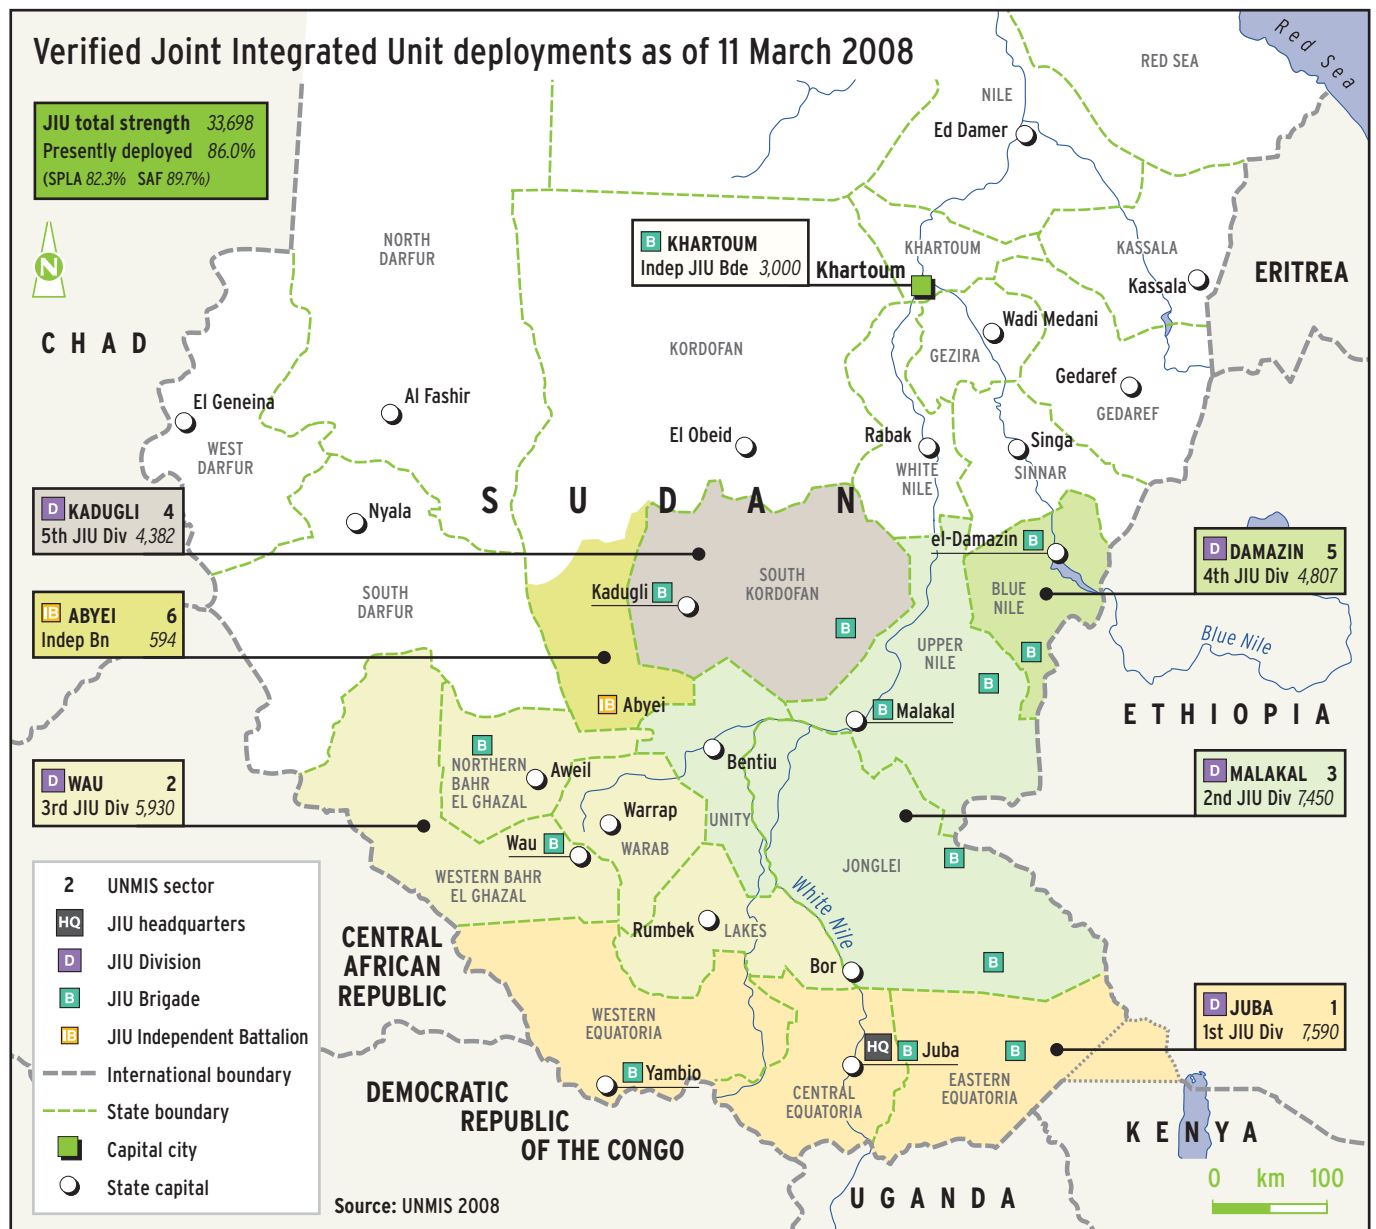 Verified Joint Integrated Unit deployments as of 11 March 2008
JIU total strength 33,698
Presently deployed 86.0%
(SPLA 82.3% SAF 89.7%)
N
Red Sea
RED SEA
NILE
Ed Damer
NORTH
DARFUR
B KHARTOUM
Indep JIU Bde 3,000
Khartoum
KHARTOUM
KASSALA
Kassala
ERITREA
CHAD
KORDOFAN
Wadi Medani
GEZIRA
Gedaref
GEDAREF
El Geneina
Al Fashir
WEST
DARFUR
El Obeid
Rabak
WHITE
NILE
Singa
SINNAR
SUDAN
Nyala
D KADUGLI 4
5th JIU Div 4,382
el-Damazin B
D DAMAZIN 5
4th JIU Div 4,807
SOUTH
KORDOFAN
Kadugli B
BLUE
NILE
SOUTH
DARFUR
IB ABYEI 6
Indep Bn 594
B
B
Blue Nile
UPPER
NILE
B
IB Abyei
B Malakal
ETHIOPIA
B
NORTHERN
BAHR
EL GHAZAL
Aweil
Bentiu
D WAU 2
3rd JIU Div 5,930
D MALAKAL 3
2nd JIU Div 7,450
Warrap
UNITY
Wau B
WARAB
JONGLEI
B
WESTERN BAHR
EL GHAZAL
White Nile
Rumbek
LAKES
Bor
B
CENTRAL
AFRICAN
REPUBLIC
WESTERN
EQUATORIA
D JUBA 1
1st JIU Div 7,590
HQ B Juba
B
B Yambio
CENTRAL
EQUATORIA
EASTERN
EQUATORIA
DEMOCRATIC
REPUBLIC
OF THE CONGO
KENYA
UGANDA
2 UNMIS sector
HQ JIU headquarters
D JIU Division
B JIU Brigade
IB JIU Independent Battalion
International boundary
State boundary
Capital city
State capital
Source: UNMIS 2008
0 km 100